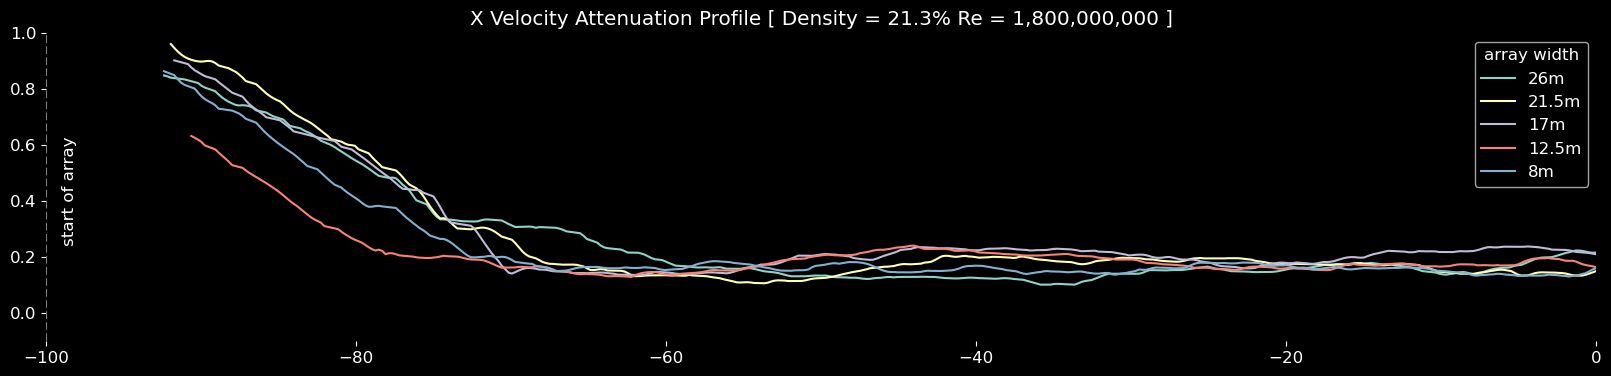 X Velocity Attenuation Profile [ Density = 21.3% Re = 1,800,000,000 ]
1.0
0.8
0.6
0.4
0.2
0.0
start of array
array width
26m
21.5m
17m
12.5m
8m
−100
−80
−60
−40
−20
0